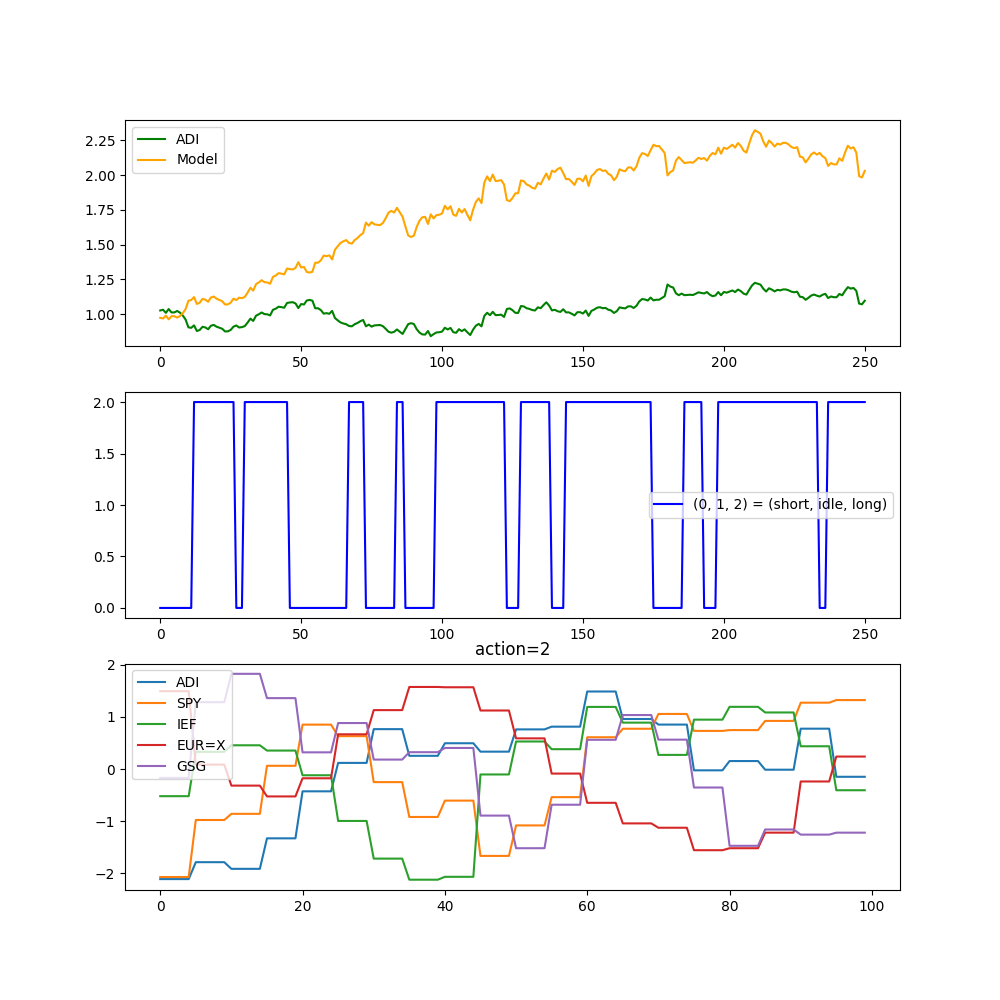 2.25
2.00
1.75
1.50
1.25
1.00
ADI
Model
0 50 100 150 200 250
2.0
1.5
1.0
0.5
0.0
(0, 1, 2) = (short, idle, long)
0 50 100 150 200 250
action=2
2
1
0
−1
−2
ADI
SPY
IEF
EUR=X
GSG
0 20 40 60 80 100